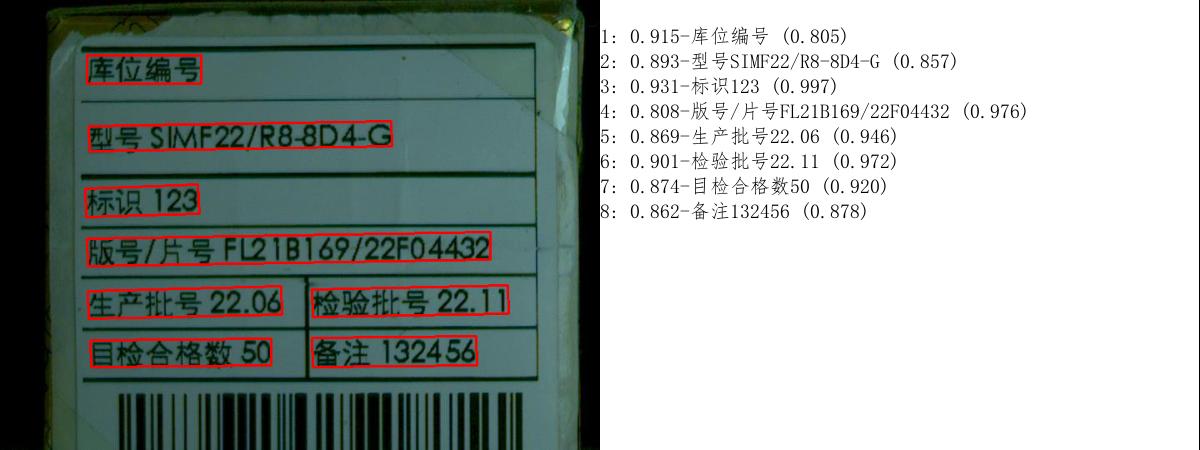 库位编号
型号 SIMF22/R8-8D4-G
标识 123
版号/片号 FL21B169/22F04432
生产批号 22.06 检验批号 22.11
目检合格数 50 备注 132456
1: 0.915-库位编号 (0.805)
2: 0.893-型号SIMF22/R8-8D4-G (0.857)
3: 0.931-标识123 (0.997)
4: 0.808-版号/片号FL21B169/22F04432 (0.976)
5: 0.869-生产批号22.06 (0.946)
6: 0.901-检验批号22.11 (0.972)
7: 0.874-目检合格数50 (0.920)
8: 0.862-备注132456 (0.878)